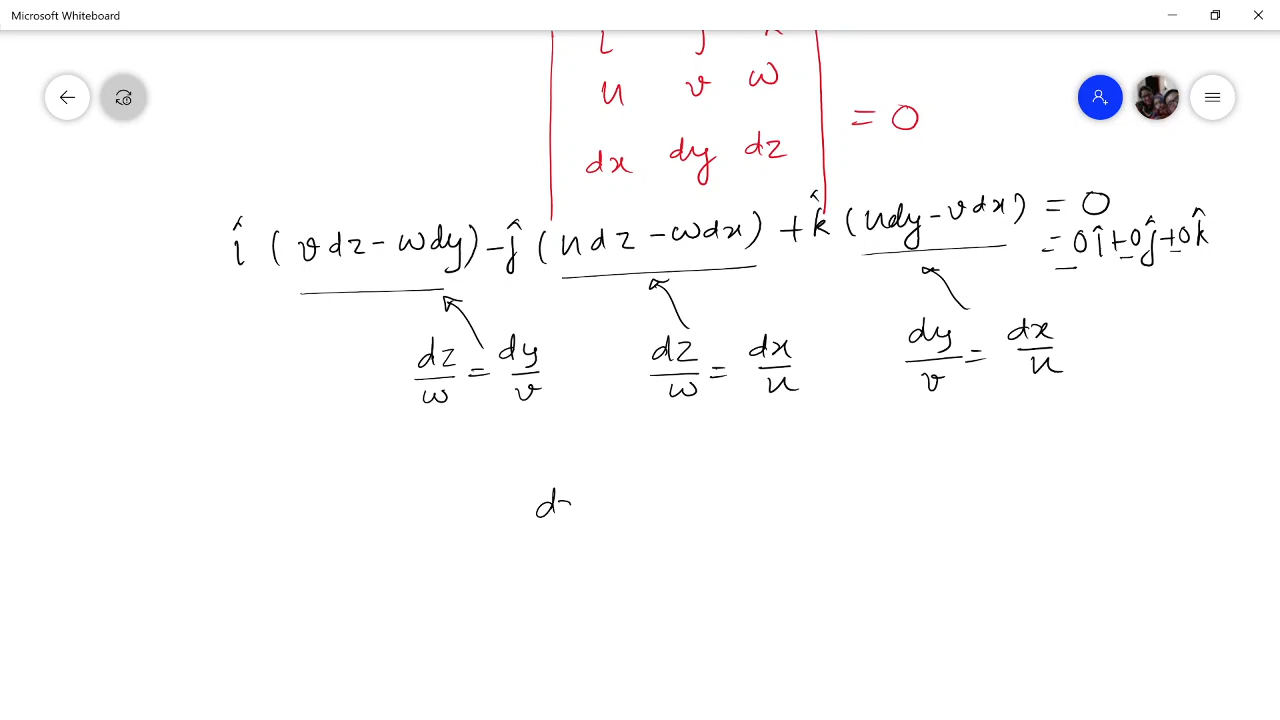 Microsoft Whiteboard
i j k
u v w
dx dy dz = 0
î (v dz - w dy) - ĵ (u dz - w dx) + k̂ (u dy - v dx) = 0
= 0î + 0ĵ + 0k̂
dz/w = dy/v dz/w = dx/u dy/v = dx/u
d